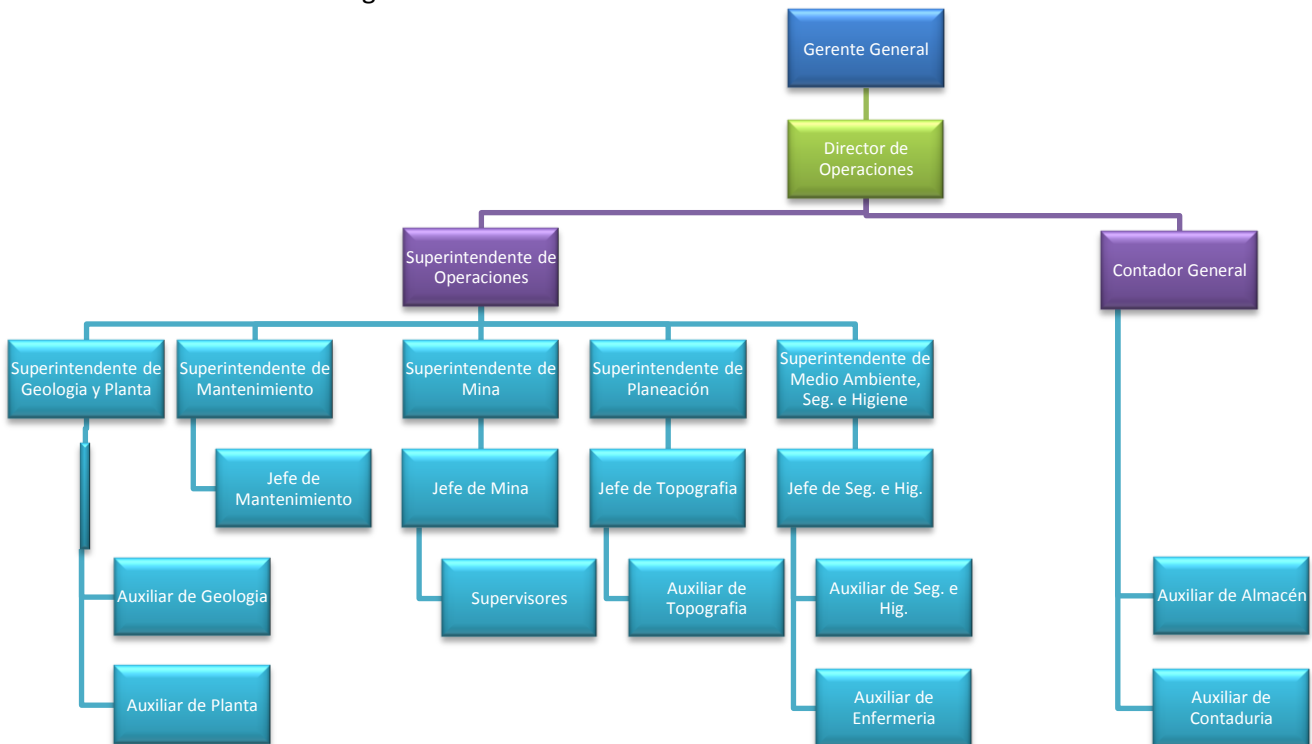 Gerente General
Director de
Operaciones
Superintendente de
Operaciones
Contador General
Superintendente de
Geologia y Planta
Superintendente de
Mantenimiento
Superintendente de
Mina
Superintendente de
Planeación
Superintendente de
Medio Ambiente,
Seg. e Higiene
Jefe de
Mantenimiento
Jefe de Mina
Jefe de Topografia
Jefe de Seg. e Hig.
Auxiliar de Geologia
Supervisores
Auxiliar de
Topografia
Auxiliar de Seg. e
Hig.
Auxiliar de Almacén
Auxiliar de Planta
Auxiliar de
Enfermeria
Auxiliar de
Contaduria